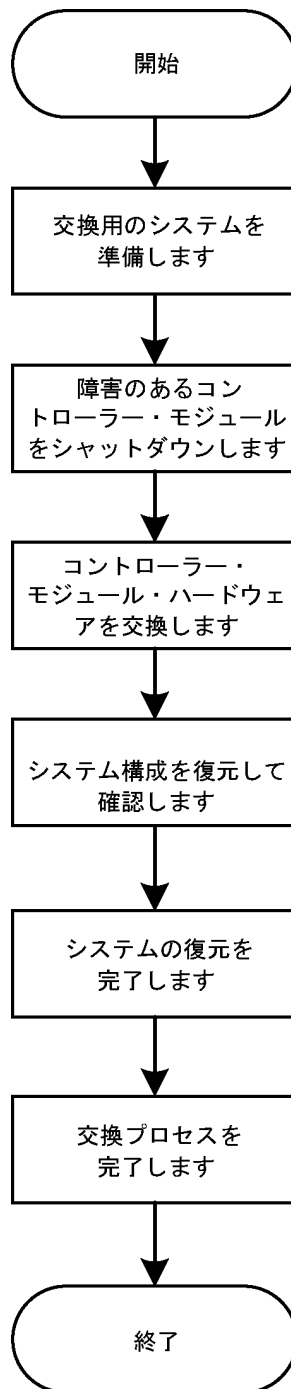 開始
交換用のシステムを
準備します
障害のあるコン
トローラー・モジュール
をシャットダウンします
コントローラー・
モジュール・ハードウェ
アを交換します
システム構成を復元して
確認します
システムの復元を
完了します
交換プロセスを
完了します
終了